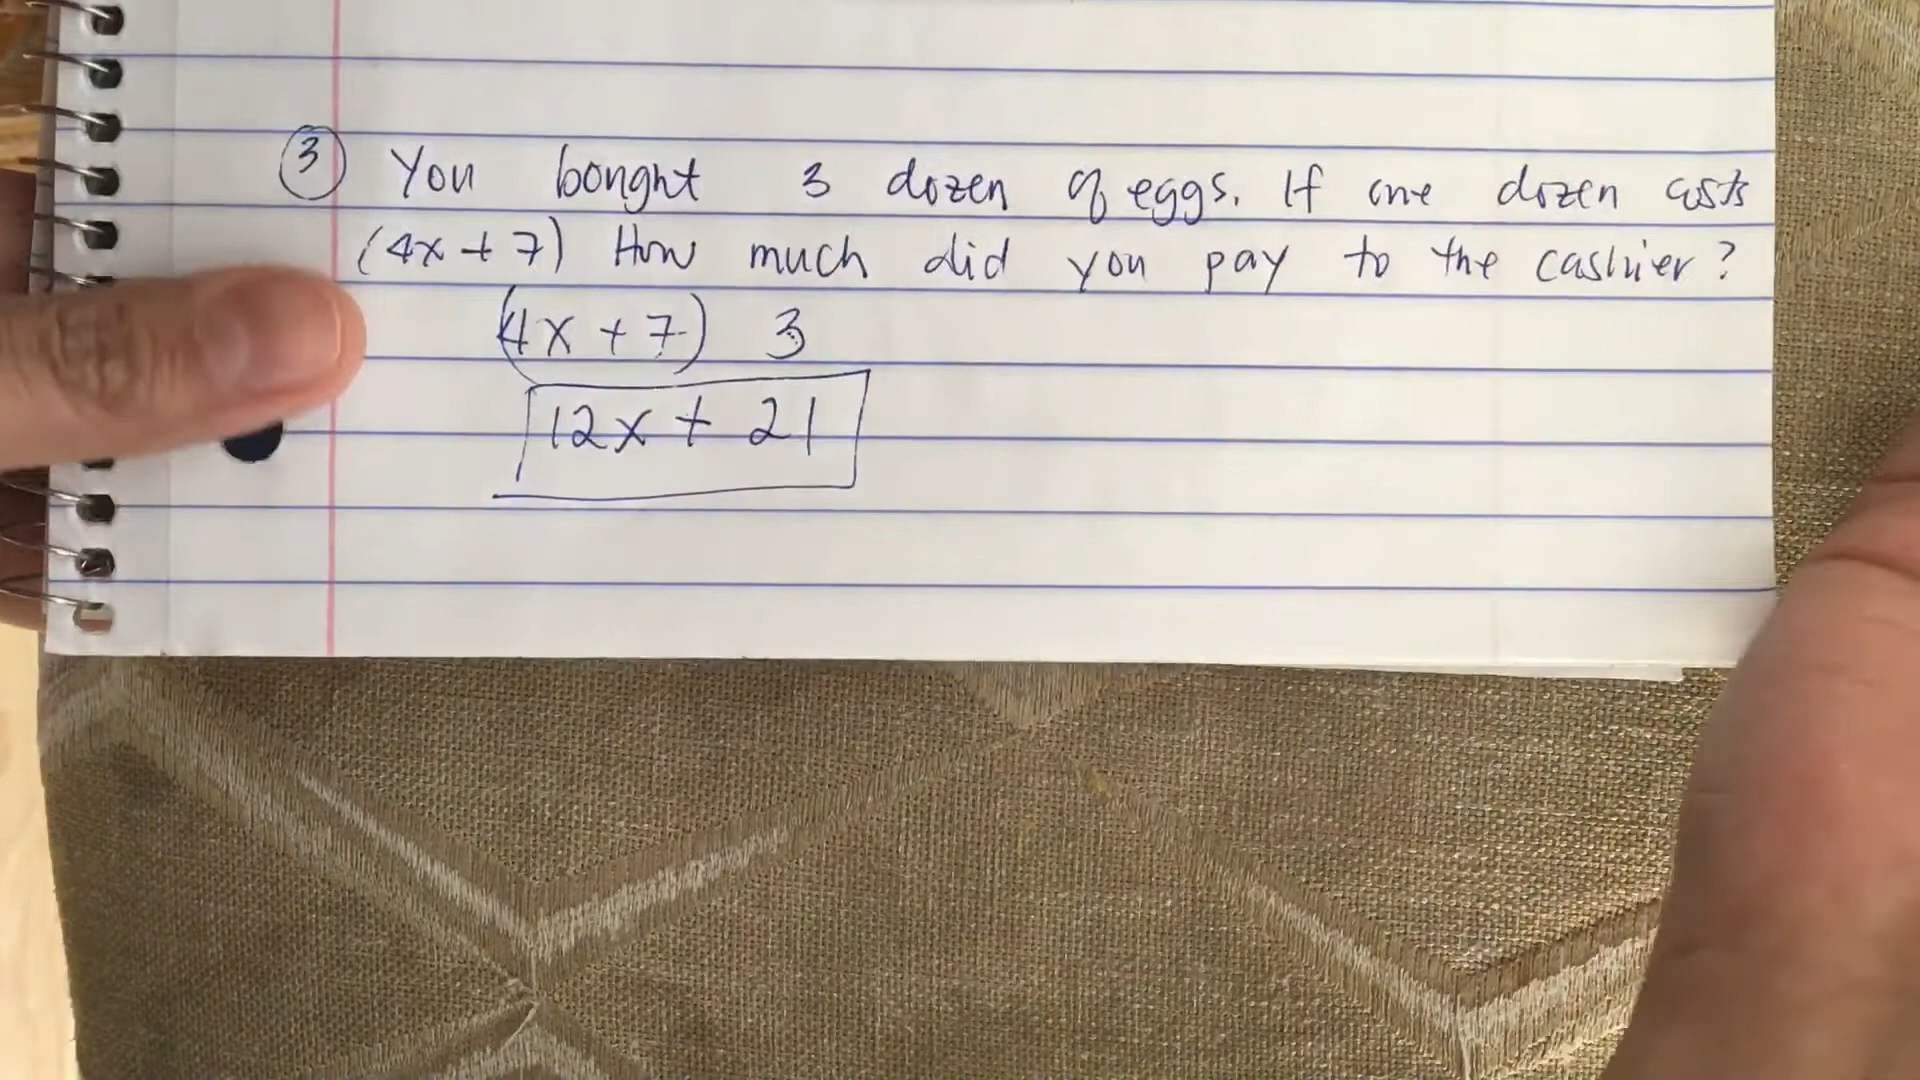 3 You bought 3 dozen of eggs. If one dozen costs
(4x + 7) How much did you pay to the cashier?
(4x + 7) 3
12x + 21